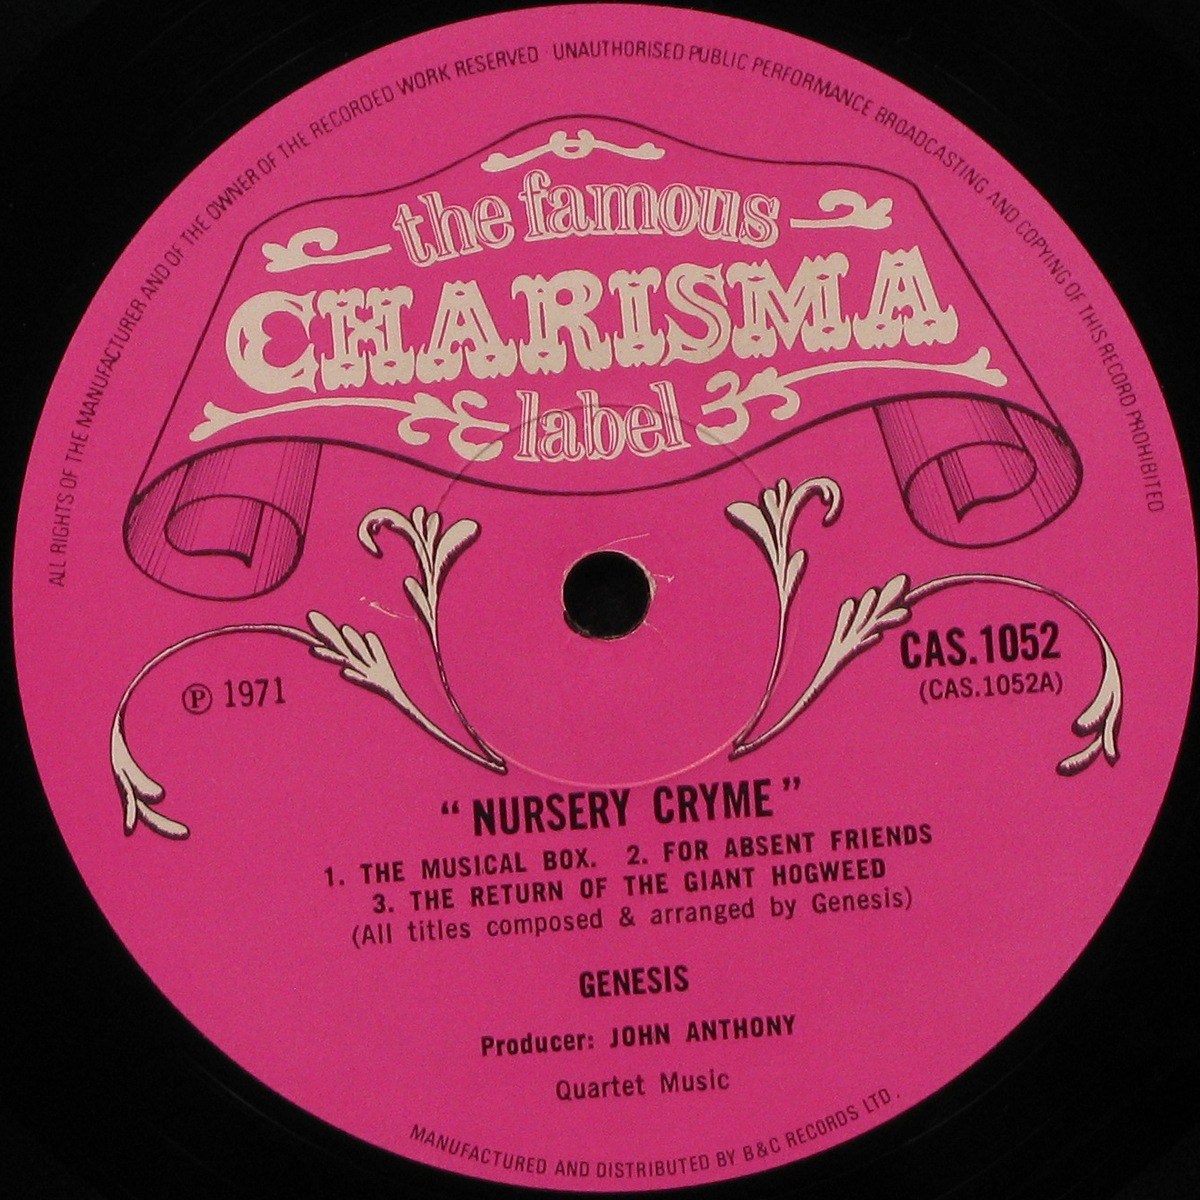 ALL RIGHTS OF THE MANUFACTURER AND OF THE OWNER OF THE RECORDED WORK RESERVED · UNAUTHORISED PUBLIC PERFORMANCE BROADCASTING AND COPYING OF THIS RECORD PROHIBITED
the famous
CHARISMA
label
℗ 1971
CAS.1052
(CAS.1052A)
“ NURSERY CRYME ”
1. THE MUSICAL BOX. 2. FOR ABSENT FRIENDS
3. THE RETURN OF THE GIANT HOGWEED
(All titles composed & arranged by Genesis)
GENESIS
Producer: JOHN ANTHONY
Quartet Music
MANUFACTURED AND DISTRIBUTED BY B&C RECORDS LTD.